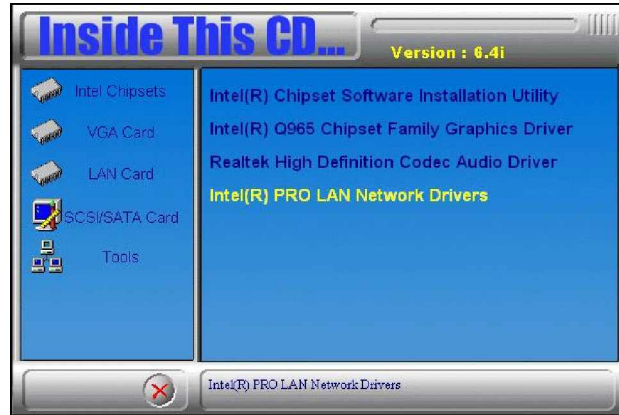 Inside This CD...
Version : 6.4i
Intel Chipsets
VGA Card
LAN Card
SCSI/SATA Card
Tools
Intel(R) Chipset Software Installation Utility
Intel(R) Q965 Chipset Family Graphics Driver
Realtek High Definition Codec Audio Driver
Intel(R) PRO LAN Network Drivers
Intel(R) PRO LAN Network Drivers